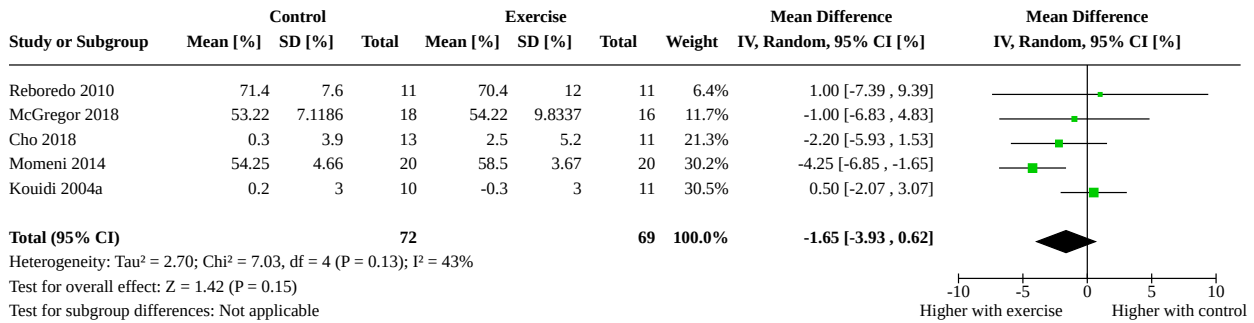 Control Exercise Mean Difference Mean Difference
Study or Subgroup Mean [%] SD [%] Total Mean [%] SD [%] Total Weight IV, Random, 95% CI [%] IV, Random, 95% CI [%]
Reboredo 2010 71.4 7.6 11 70.4 12 11 6.4% 1.00 [-7.39 , 9.39]
McGregor 2018 53.22 7.1186 18 54.22 9.8337 16 11.7% -1.00 [-6.83 , 4.83]
Cho 2018 0.3 3.9 13 2.5 5.2 11 21.3% -2.20 [-5.93 , 1.53]
Momeni 2014 54.25 4.66 20 58.5 3.67 20 30.2% -4.25 [-6.85 , -1.65]
Kouidi 2004a 0.2 3 10 -0.3 3 11 30.5% 0.50 [-2.07 , 3.07]
Total (95% CI) 72 69 100.0% -1.65 [-3.93 , 0.62]
Heterogeneity: Tau² = 2.70; Chi² = 7.03, df = 4 (P = 0.13); I² = 43%
Test for overall effect: Z = 1.42 (P = 0.15) -10 -5 0 5 10
Test for subgroup differences: Not applicable Higher with exercise Higher with control